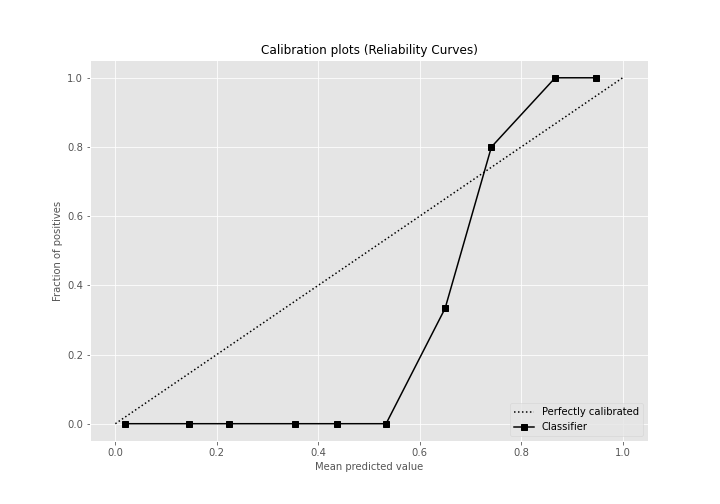 Calibration plots (Reliability Curves)
1.0
0.8
0.6
0.4
0.2
0.0
Fraction of positives
0.0 0.2 0.4 0.6 0.8 1.0
Mean predicted value
Perfectly calibrated
Classifier